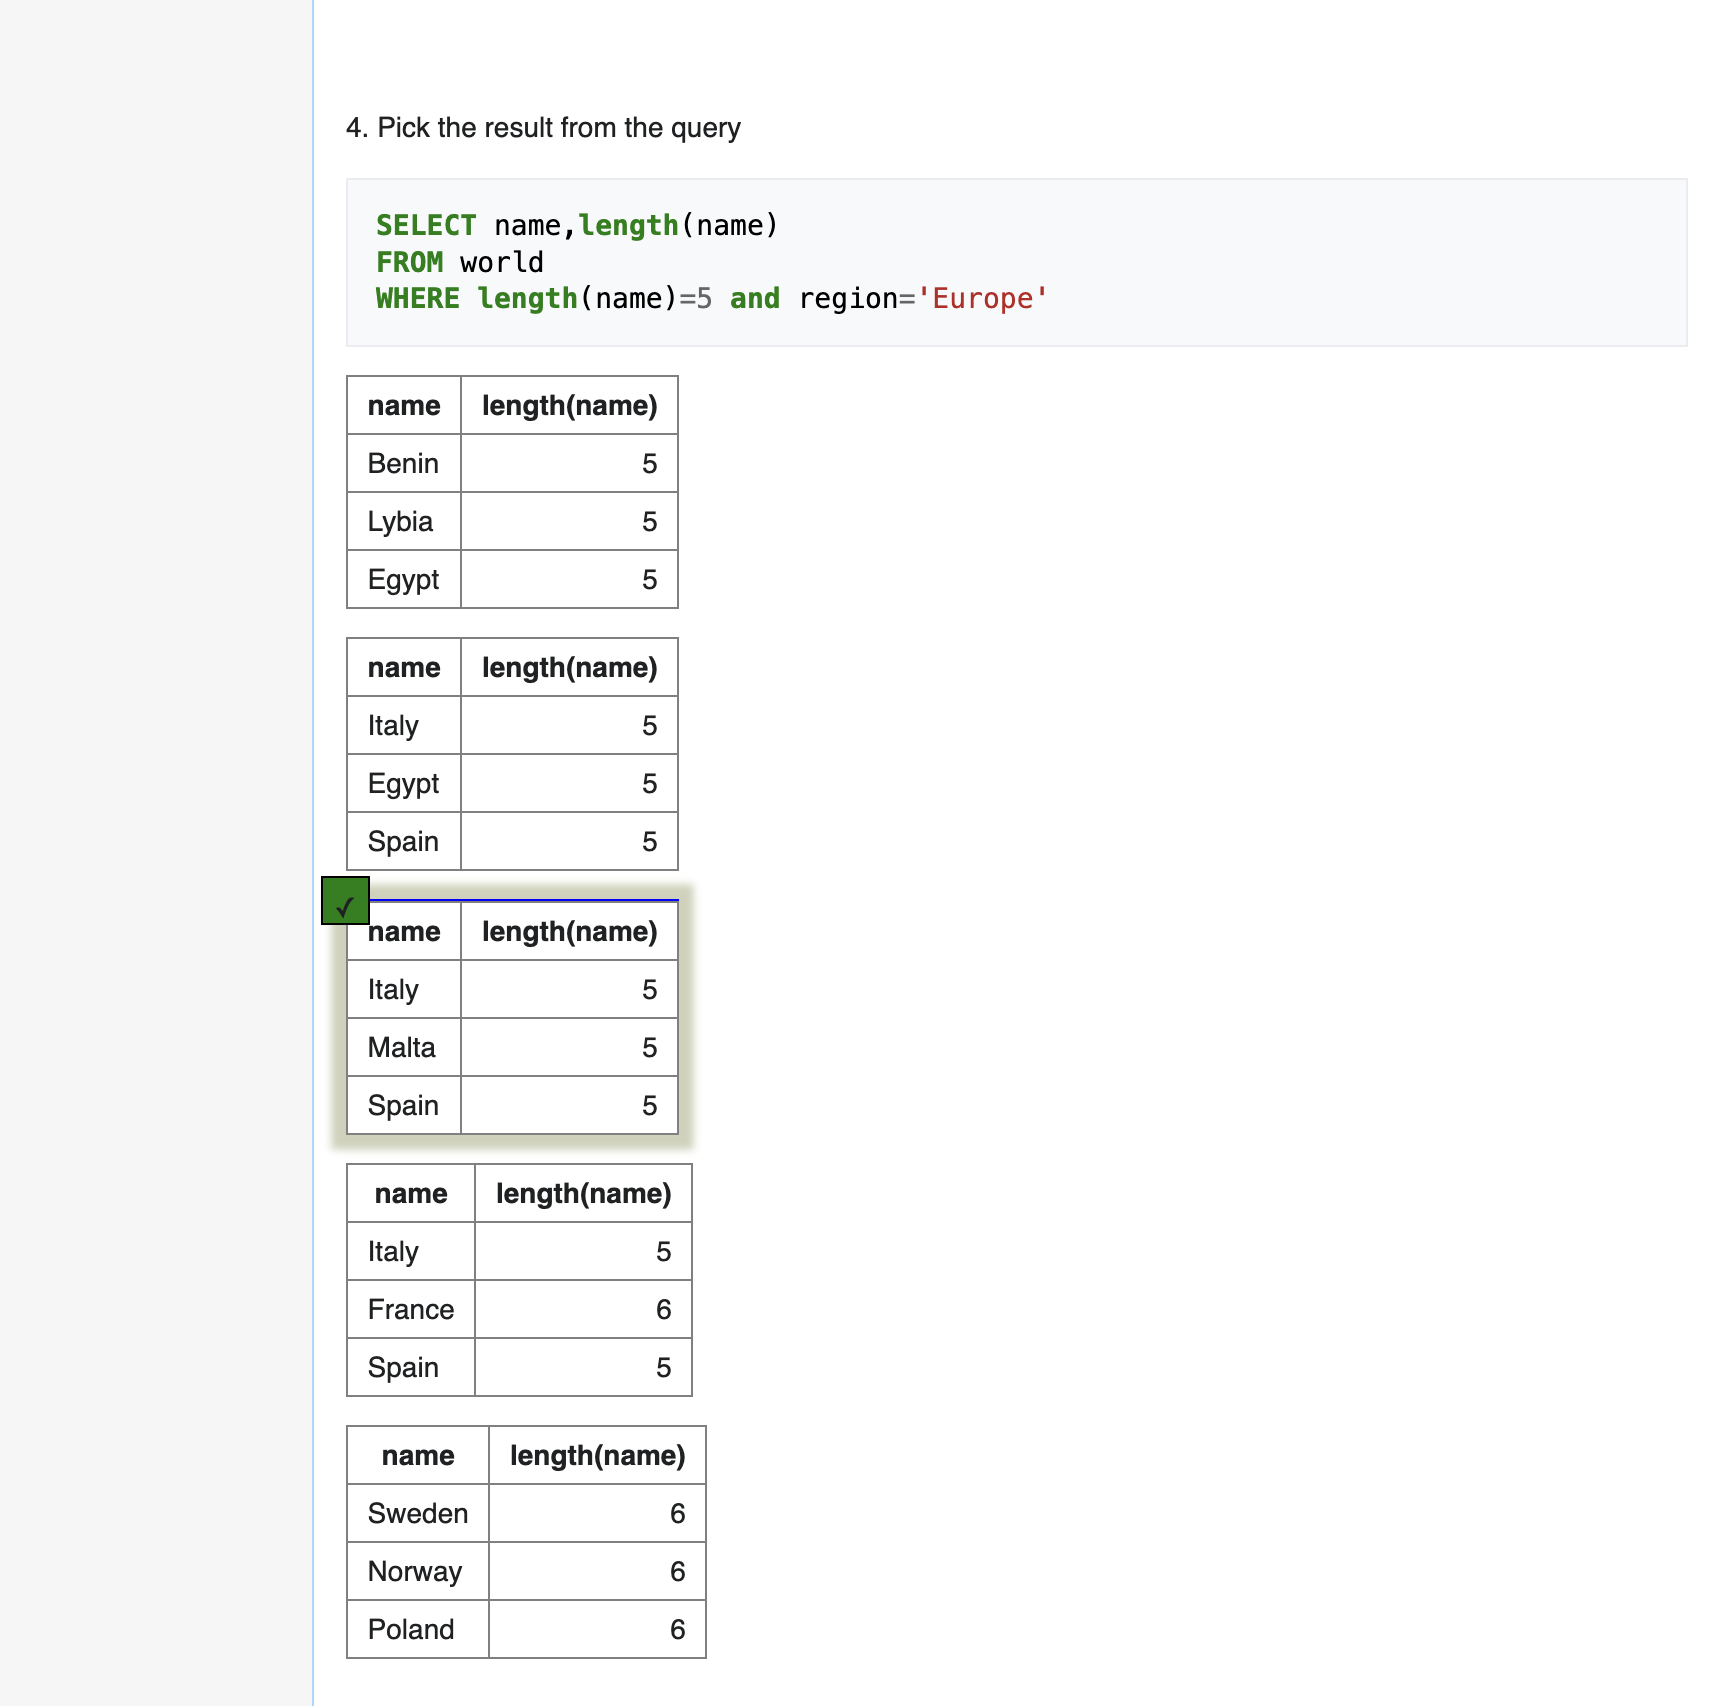 4. Pick the result from the query
SELECT name,length(name)
FROM world
WHERE length(name)=5 and region='Europe'
name length(name)
Benin 5
Lybia 5
Egypt 5
name length(name)
Italy 5
Egypt 5
Spain 5
✓
name length(name)
Italy 5
Malta 5
Spain 5
name length(name)
Italy 5
France 6
Spain 5
name length(name)
Sweden 6
Norway 6
Poland 6